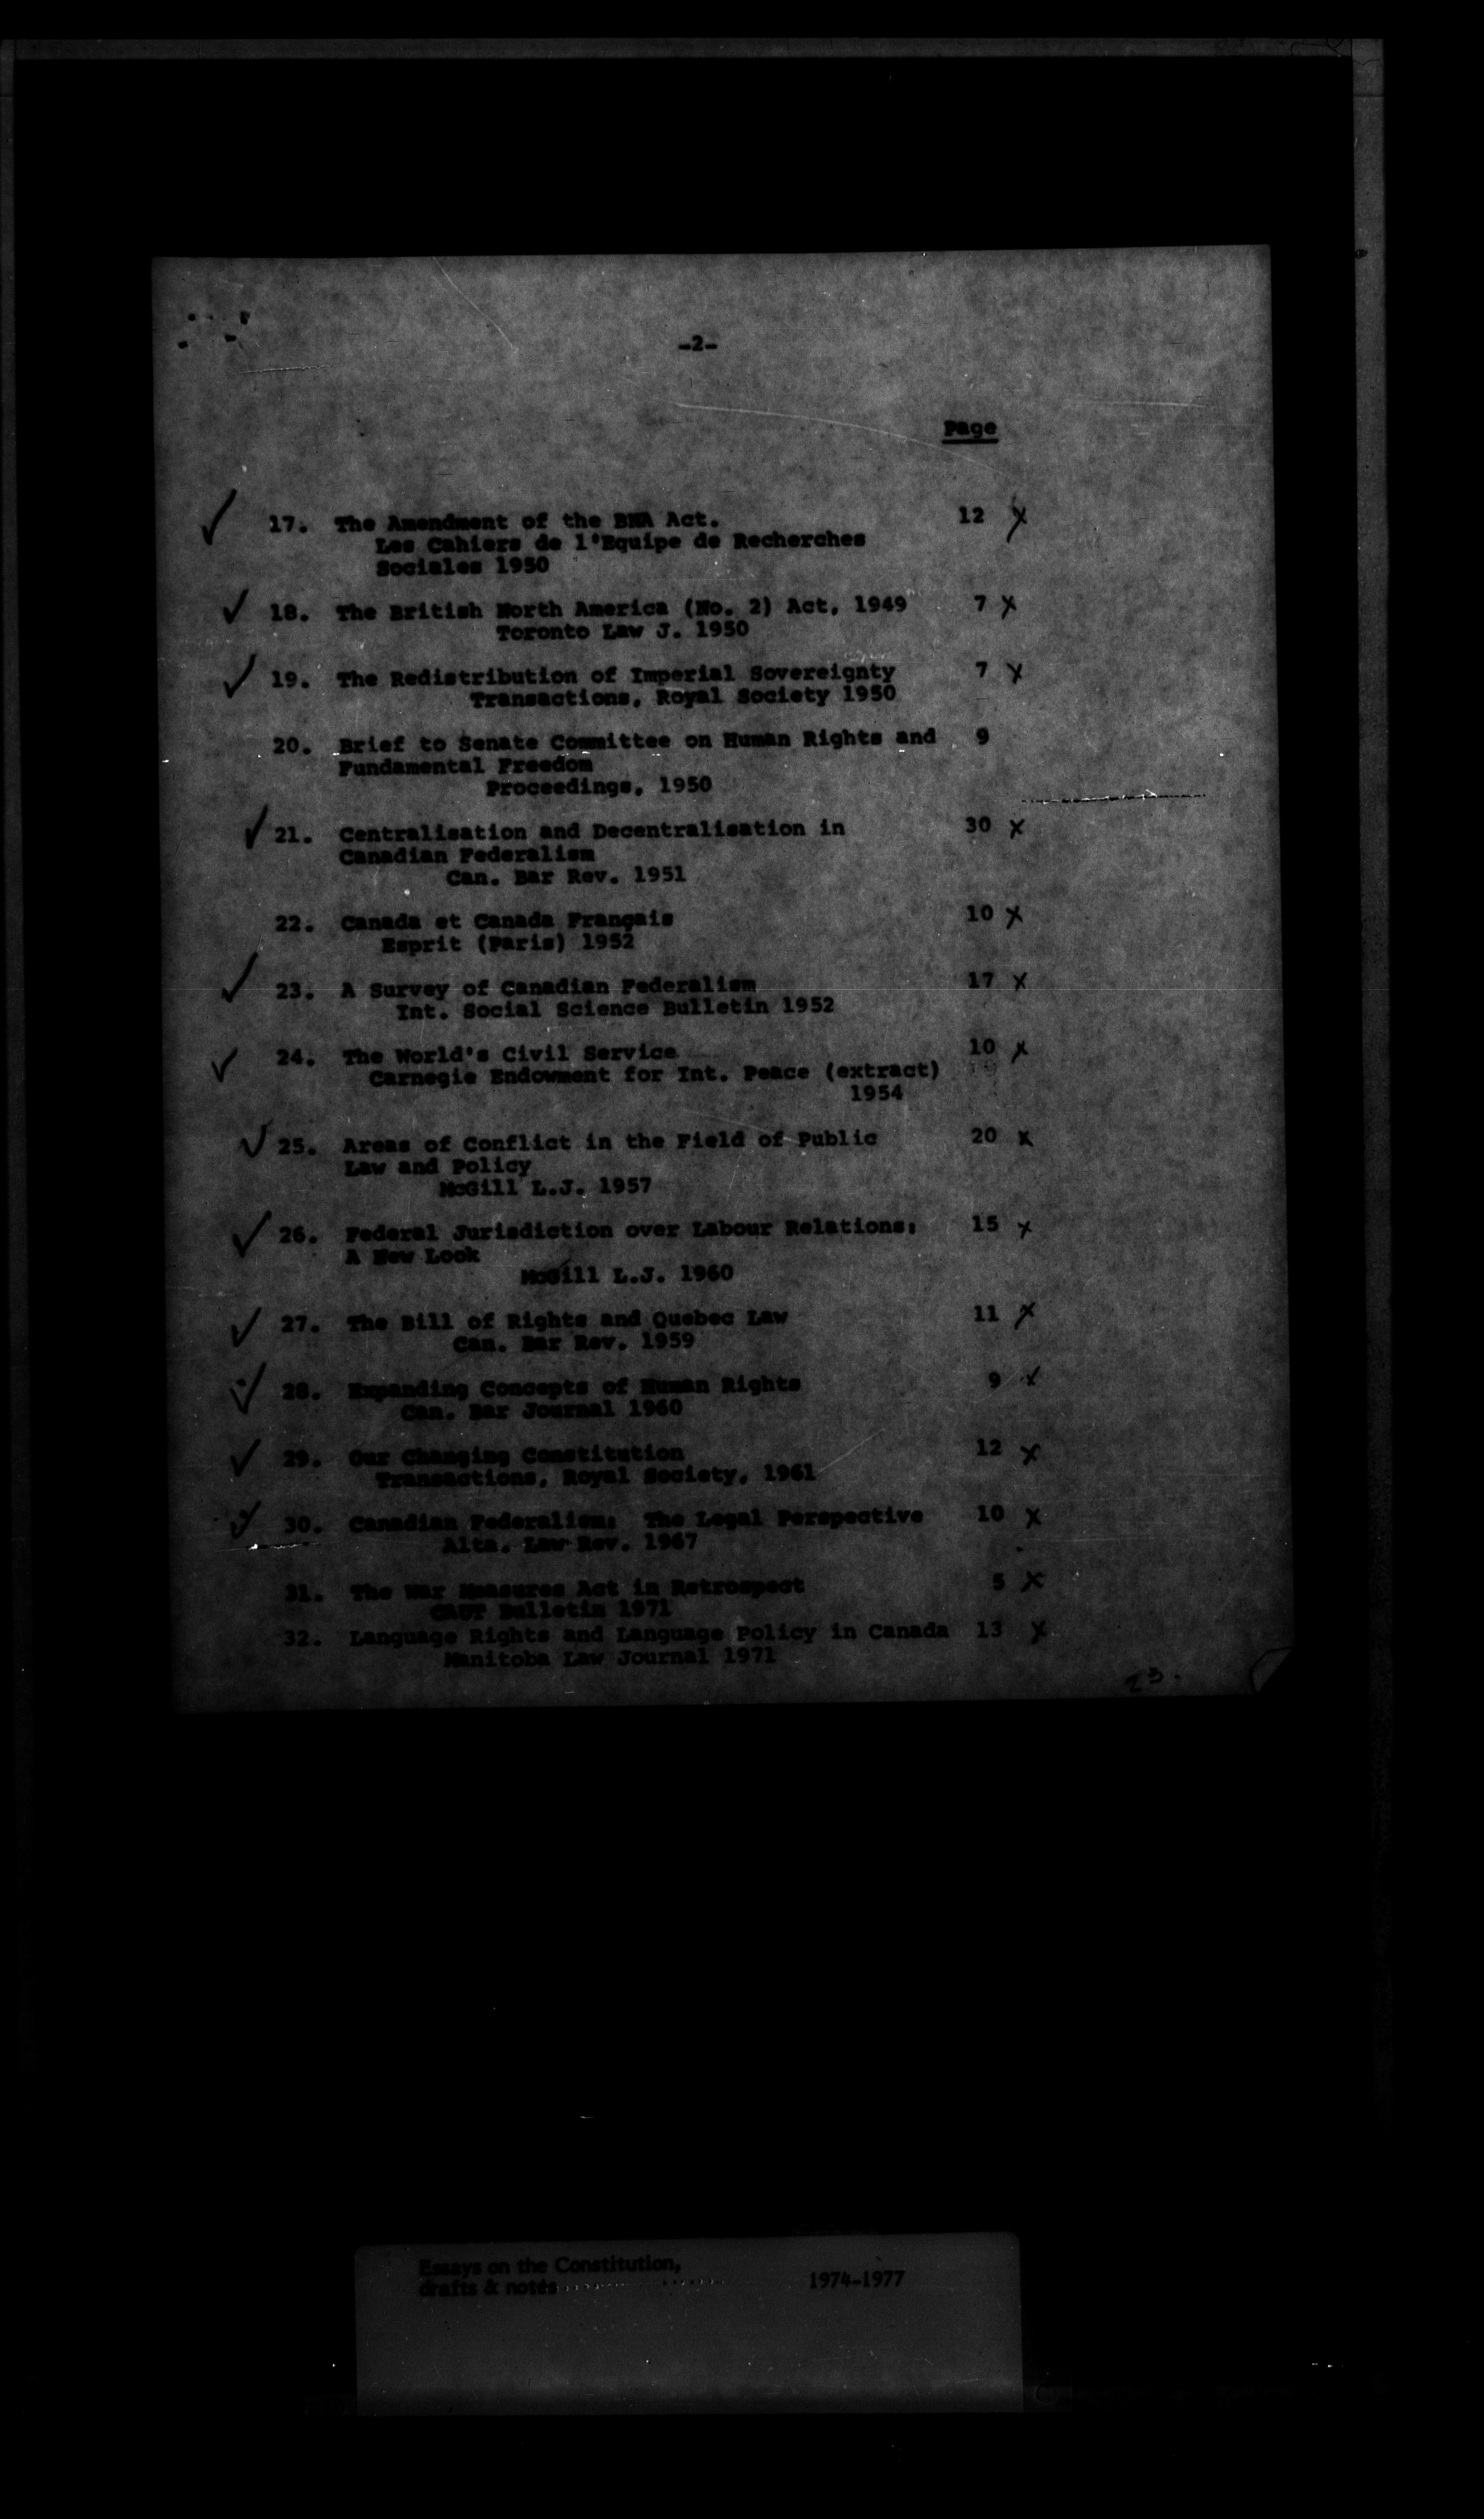 -2-
Page
17. The Amendment of the BNA Act. 12 x
Les Cahiers de l'Equipe de Recherches
Sociales 1950
18. The British North America (No. 2) Act, 1949 7 x
Toronto Law J. 1950
19. The Redistribution of Imperial Sovereignty 7 x
Transactions, Royal Society 1950
20. Brief to Senate Committee on Human Rights and 9
Fundamental Freedom
Proceedings, 1950
21. Centralisation and Decentralisation in 30 x
Canadian Federalism
Can. Bar Rev. 1951
22. Canada et Canada Français 10 x
Esprit (Paris) 1952
23. A Survey of Canadian Federalism 17 x
Int. Social Science Bulletin 1952
24. The World's Civil Service 10 x
Carnegie Endowment for Int. Peace (extract)
1954
25. Areas of Conflict in the Field of Public 20 x
Law and Policy
McGill L.J. 1957
26. Federal Jurisdiction over Labour Relations: 15 x
A New Look
McGill L.J. 1960
27. The Bill of Rights and Quebec Law 11 x
Can. Bar Rev. 1959
28. Expanding Concepts of Human Rights 9 x
Can. Bar Journal 1960
29. Our Changing Constitution 12 x
Transactions, Royal Society, 1961
30. Canadian Federalism: The Legal Perspective 10 x
Alta. Law Rev. 1967
31. The War Measures Act in Retrospect 5 x
CAUT Bulletin 1971
32. Language Rights and Language Policy in Canada 13 x
Manitoba Law Journal 1971
23.
Essays on the Constitution,
drafts & notes .......... 1974-1977